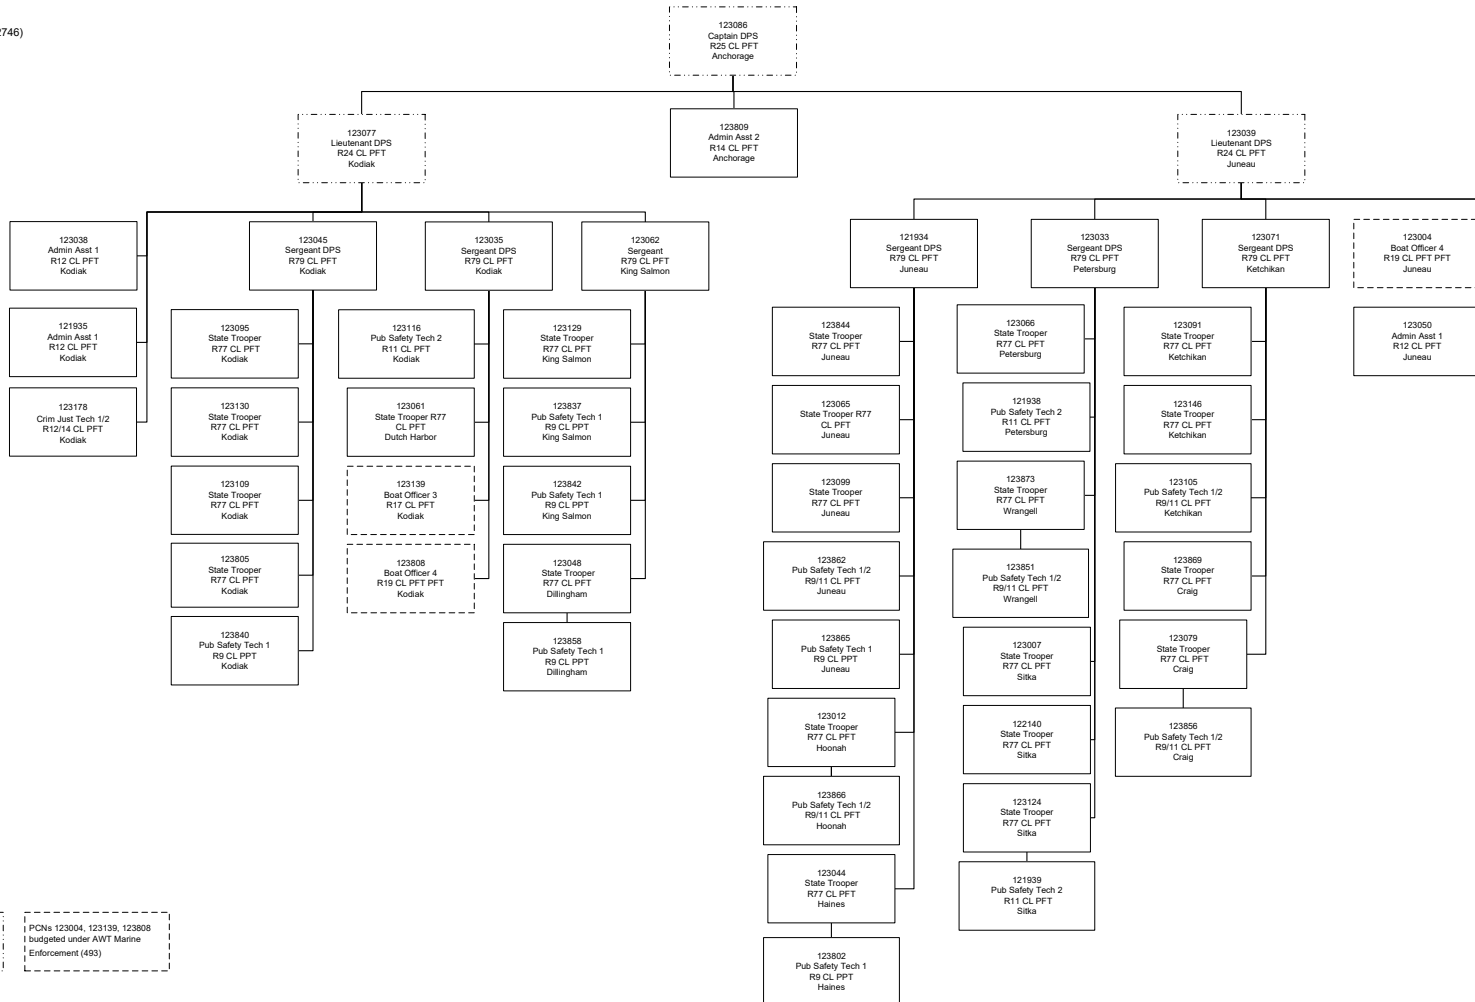 2746)
123086
Captain DPS
R25 CL PFT
Anchorage
123077
Lieutenant DPS
R24 CL PFT
Kodiak
123809
Admin Asst 2
R14 CL PFT
Anchorage
123039
Lieutenant DPS
R24 CL PFT
Juneau
123038
Admin Asst 1
R12 CL PFT
Kodiak
123045
Sergeant DPS
R79 CL PFT
Kodiak
123035
Sergeant DPS
R79 CL PFT
Kodiak
123062
Sergeant
R79 CL PFT
King Salmon
121934
Sergeant DPS
R79 CL PFT
Juneau
123033
Sergeant DPS
R79 CL PFT
Petersburg
123071
Sergeant DPS
R79 CL PFT
Ketchikan
123004
Boat Officer 4
R19 CL PFT PFT
Juneau
121935
Admin Asst 1
R12 CL PFT
Kodiak
123178
Crim Just Tech 1/2
R12/14 CL PFT
Kodiak
123095
State Trooper
R77 CL PFT
Kodiak
123130
State Trooper
R77 CL PFT
Kodiak
123109
State Trooper
R77 CL PFT
Kodiak
123805
State Trooper
R77 CL PFT
Kodiak
123840
Pub Safety Tech 1
R9 CL PPT
Kodiak
123116
Pub Safety Tech 2
R11 CL PFT
Kodiak
123061
State Trooper R77
CL PFT
Dutch Harbor
123139
Boat Officer 3
R17 CL PFT
Kodiak
123808
Boat Officer 4
R19 CL PFT PFT
Kodiak
123129
State Trooper
R77 CL PFT
King Salmon
123837
Pub Safety Tech 1
R9 CL PPT
King Salmon
123842
Pub Safety Tech 1
R9 CL PPT
King Salmon
123048
State Trooper
R77 CL PFT
Dillingham
123858
Pub Safety Tech 1
R9 CL PPT
Dillingham
123844
State Trooper
R77 CL PFT
Juneau
123065
State Trooper R77
CL PFT
Juneau
123099
State Trooper
R77 CL PFT
Juneau
123862
Pub Safety Tech 1/2
R9/11 CL PFT
Juneau
123865
Pub Safety Tech 1
R9 CL PPT
Juneau
123012
State Trooper
R77 CL PFT
Hoonah
123866
Pub Safety Tech 1/2
R9/11 CL PFT
Hoonah
123044
State Trooper
R77 CL PFT
Haines
123802
Pub Safety Tech 1
R9 CL PPT
Haines
123066
State Trooper
R77 CL PFT
Petersburg
121938
Pub Safety Tech 2
R11 CL PFT
Petersburg
123873
State Trooper
R77 CL PFT
Wrangell
123851
Pub Safety Tech 1/2
R9/11 CL PFT
Wrangell
123007
State Trooper
R77 CL PFT
Sitka
122140
State Trooper
R77 CL PFT
Sitka
123124
State Trooper
R77 CL PFT
Sitka
121939
Pub Safety Tech 2
R11 CL PFT
Sitka
123091
State Trooper
R77 CL PFT
Ketchikan
123146
State Trooper
R77 CL PFT
Ketchikan
123105
Pub Safety Tech 1/2
R9/11 CL PFT
Ketchikan
123869
State Trooper
R77 CL PFT
Craig
123079
State Trooper
R77 CL PFT
Craig
123856
Pub Safety Tech 1/2
R9/11 CL PFT
Craig
123050
Admin Asst 1
R12 CL PFT
Juneau
PCNs 123004, 123139, 123808
budgeted under AWT Marine
Enforcement (493)